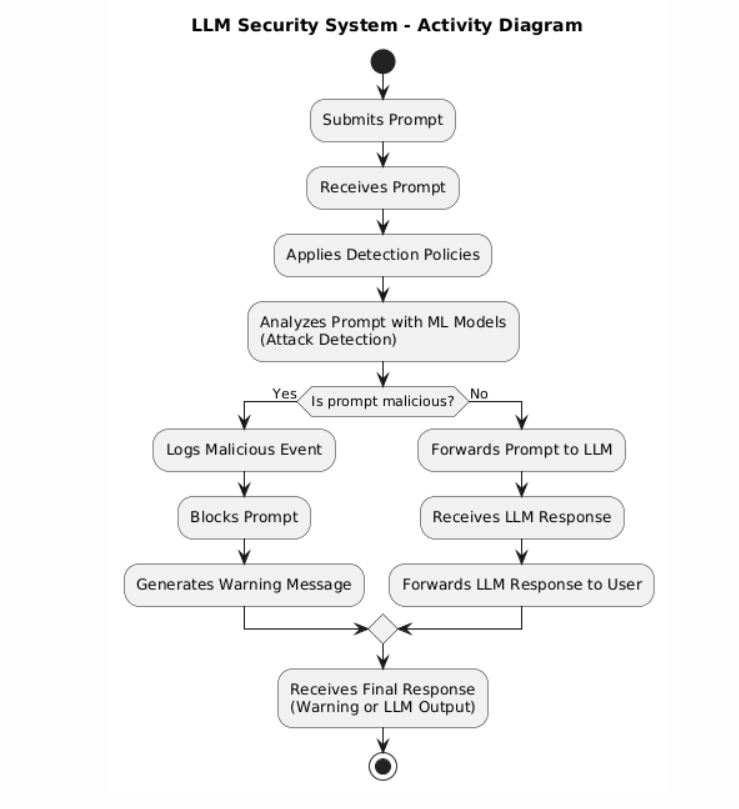 LLM Security System - Activity Diagram
Submits Prompt
Receives Prompt
Applies Detection Policies
Analyzes Prompt with ML Models
(Attack Detection)
Yes
Is prompt malicious?
No
Logs Malicious Event
Forwards Prompt to LLM
Blocks Prompt
Receives LLM Response
Generates Warning Message
Forwards LLM Response to User
Receives Final Response
(Warning or LLM Output)